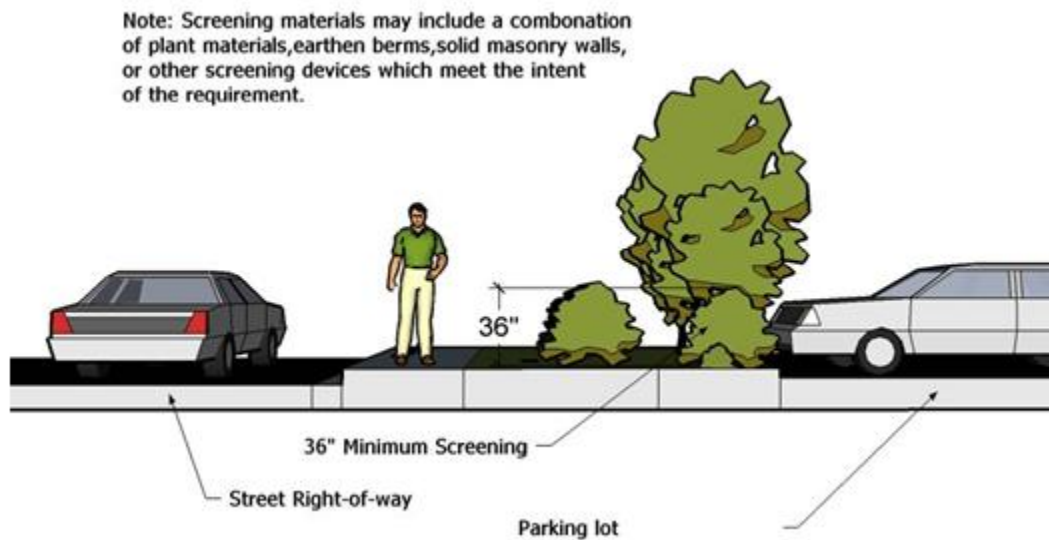 Note: Screening materials may include a combonation
of plant materials,earthen berms,solid masonry walls,
or other screening devices which meet the intent
of the requirement.
36"
36" Minimum Screening
Street Right-of-way
Parking lot